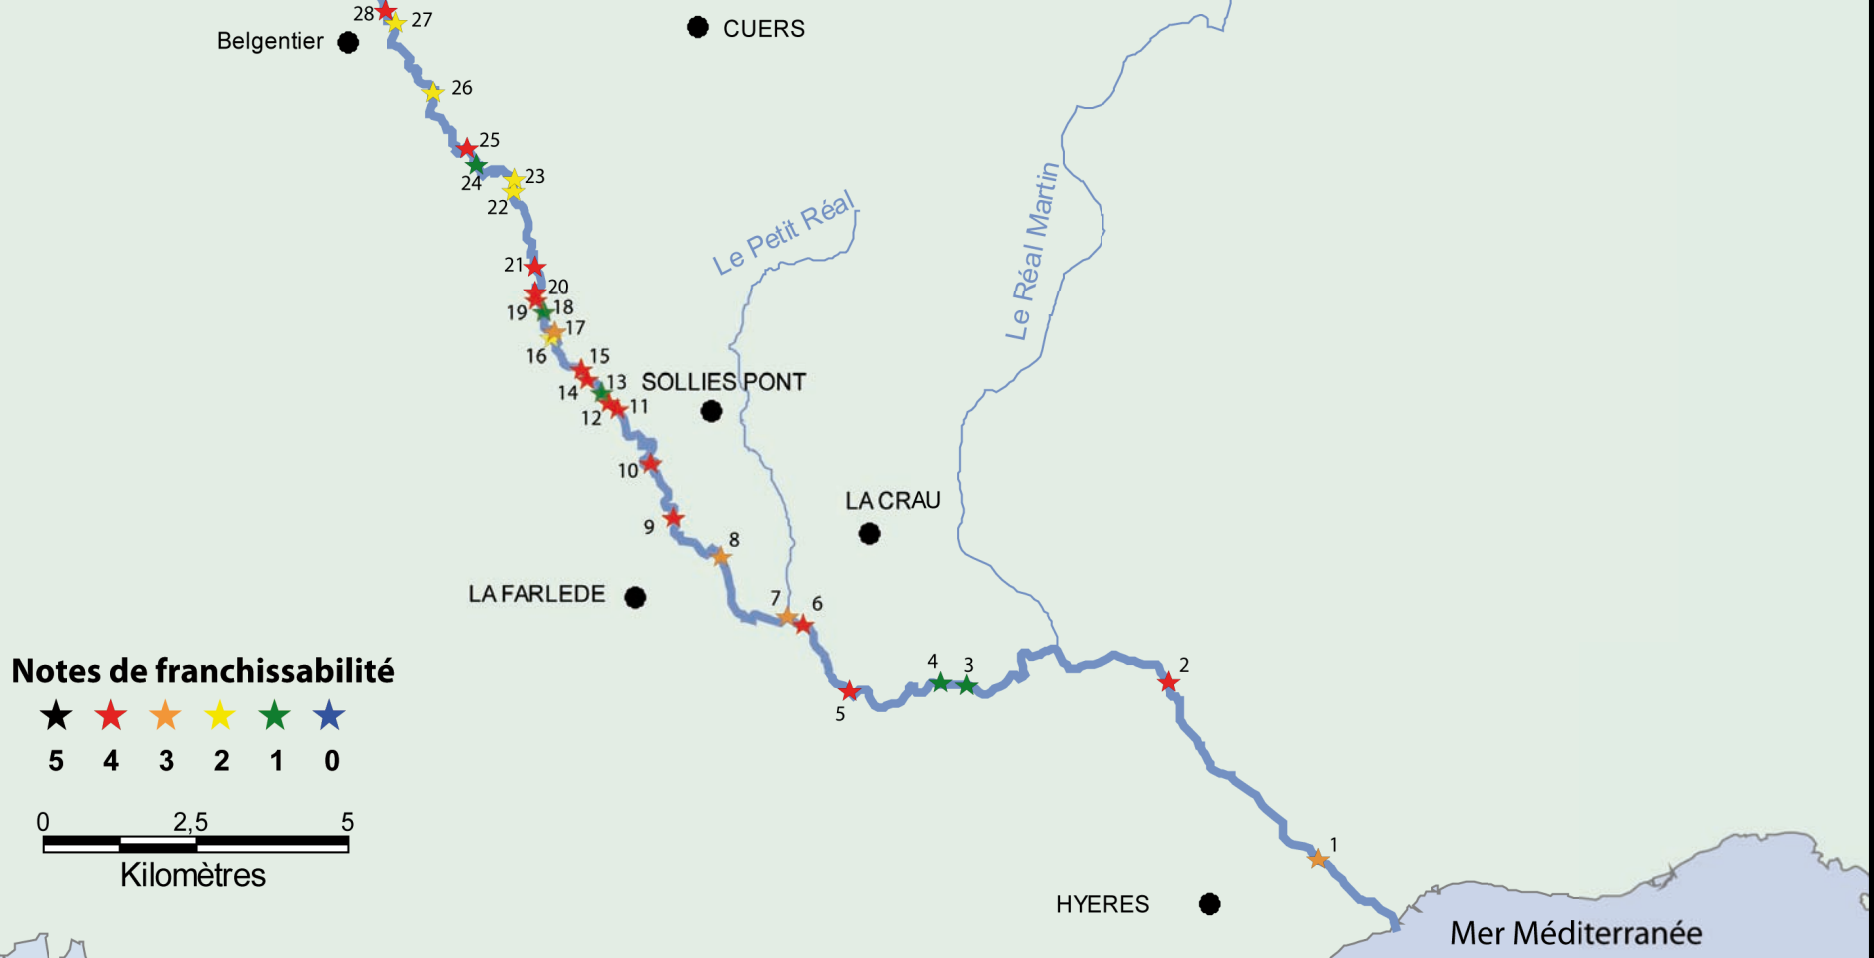 28
27
Belgentier
CUERS
26
25
24
23
22
Le Petit Réal
Le Réal Martin
21
20
19
18
17
16
15
14
13
SOLLIES PONT
12
11
10
LA CRAU
9
8
LA FARLEDE
7
6
Notes de franchissabilité
5 4 3 2 1 0
4
3
2
5
0 2,5 5
Kilomètres
1
HYERES
Mer Méditerranée